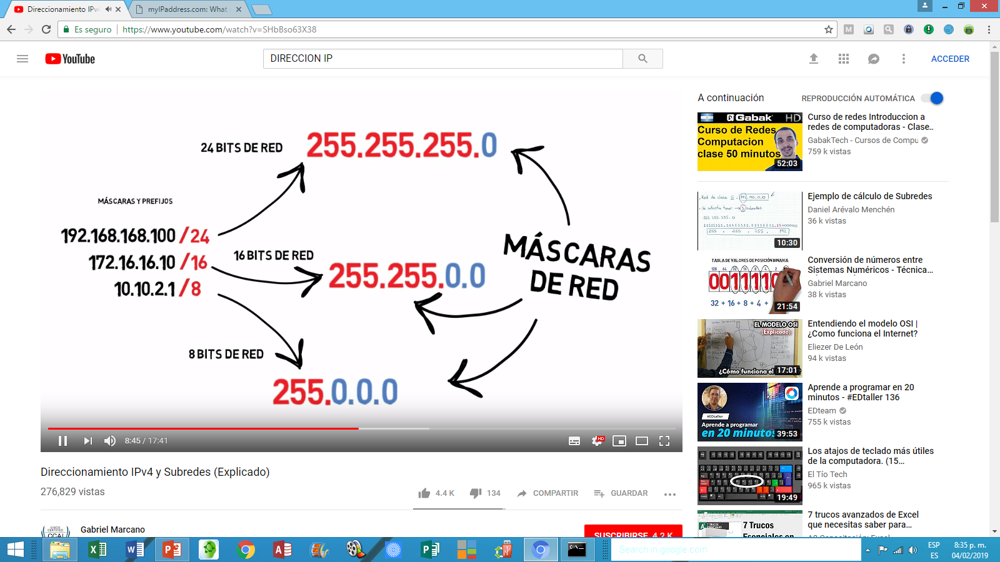 Direccionamiento IPv4
myIPaddress.com: What
Es seguro
https://www.youtube.com/watch?v=SHbBso63X38
YouTube
DIRECCION IP
ACCEDER
24 BITS DE RED
255.255.255.0
MÁSCARAS Y PREFIJOS
192.168.168.100 /24
172.16.16.10 /16
10.10.2.1 /8
16 BITS DE RED
255.255.0.0
MÁSCARAS
DE RED
8 BITS DE RED
255.0.0.0
8:45 / 17:41
HD
Direccionamiento IPv4 y Subredes (Explicado)
276,829 vistas
4.4 K
134
COMPARTIR
GUARDAR
Gabriel Marcano
SUSCRIBIRSE 4.2 K
A continuación
REPRODUCCIÓN AUTOMÁTICA
Gabak HD
Curso de Redes
Computacion
clase 50 minutos
52:03
Curso de redes Introduccion a
redes de computadoras - Clase...
GabakTech - Cursos de Compu
759 k vistas
10:30
Ejemplo de cálculo de Subredes
Daniel Arévalo Menchén
36 k vistas
TABLA DE VALORES DE POSICIÓN BINARIA
128 64 32 16 8 4 2
32 + 16 + 8 + 4 +
21:54
Conversión de números entre
Sistemas Numéricos - Técnica...
Gabriel Marcano
38 k vistas
EL MODELO OSI
(Explicado)
¿Cómo funciona el
17:01
Entendiendo el modelo OSI |
¿Como funciona el Internet?
Eliezer De León
94 k vistas
#EDtaller
Aprende a programar
en 20 minutos
39:53
Aprende a programar en 20
minutos - #EDtaller 136
EDteam
755 k vistas
19:49
Los atajos de teclado más útiles
de la computadora. (15...
El Tío Tech
965 k vistas
7 Trucos
Esenciales en
7 trucos avanzados de Excel
que necesitas saber para...
Search in google.com
ESP
ES
8:35 p. m.
04/02/2019